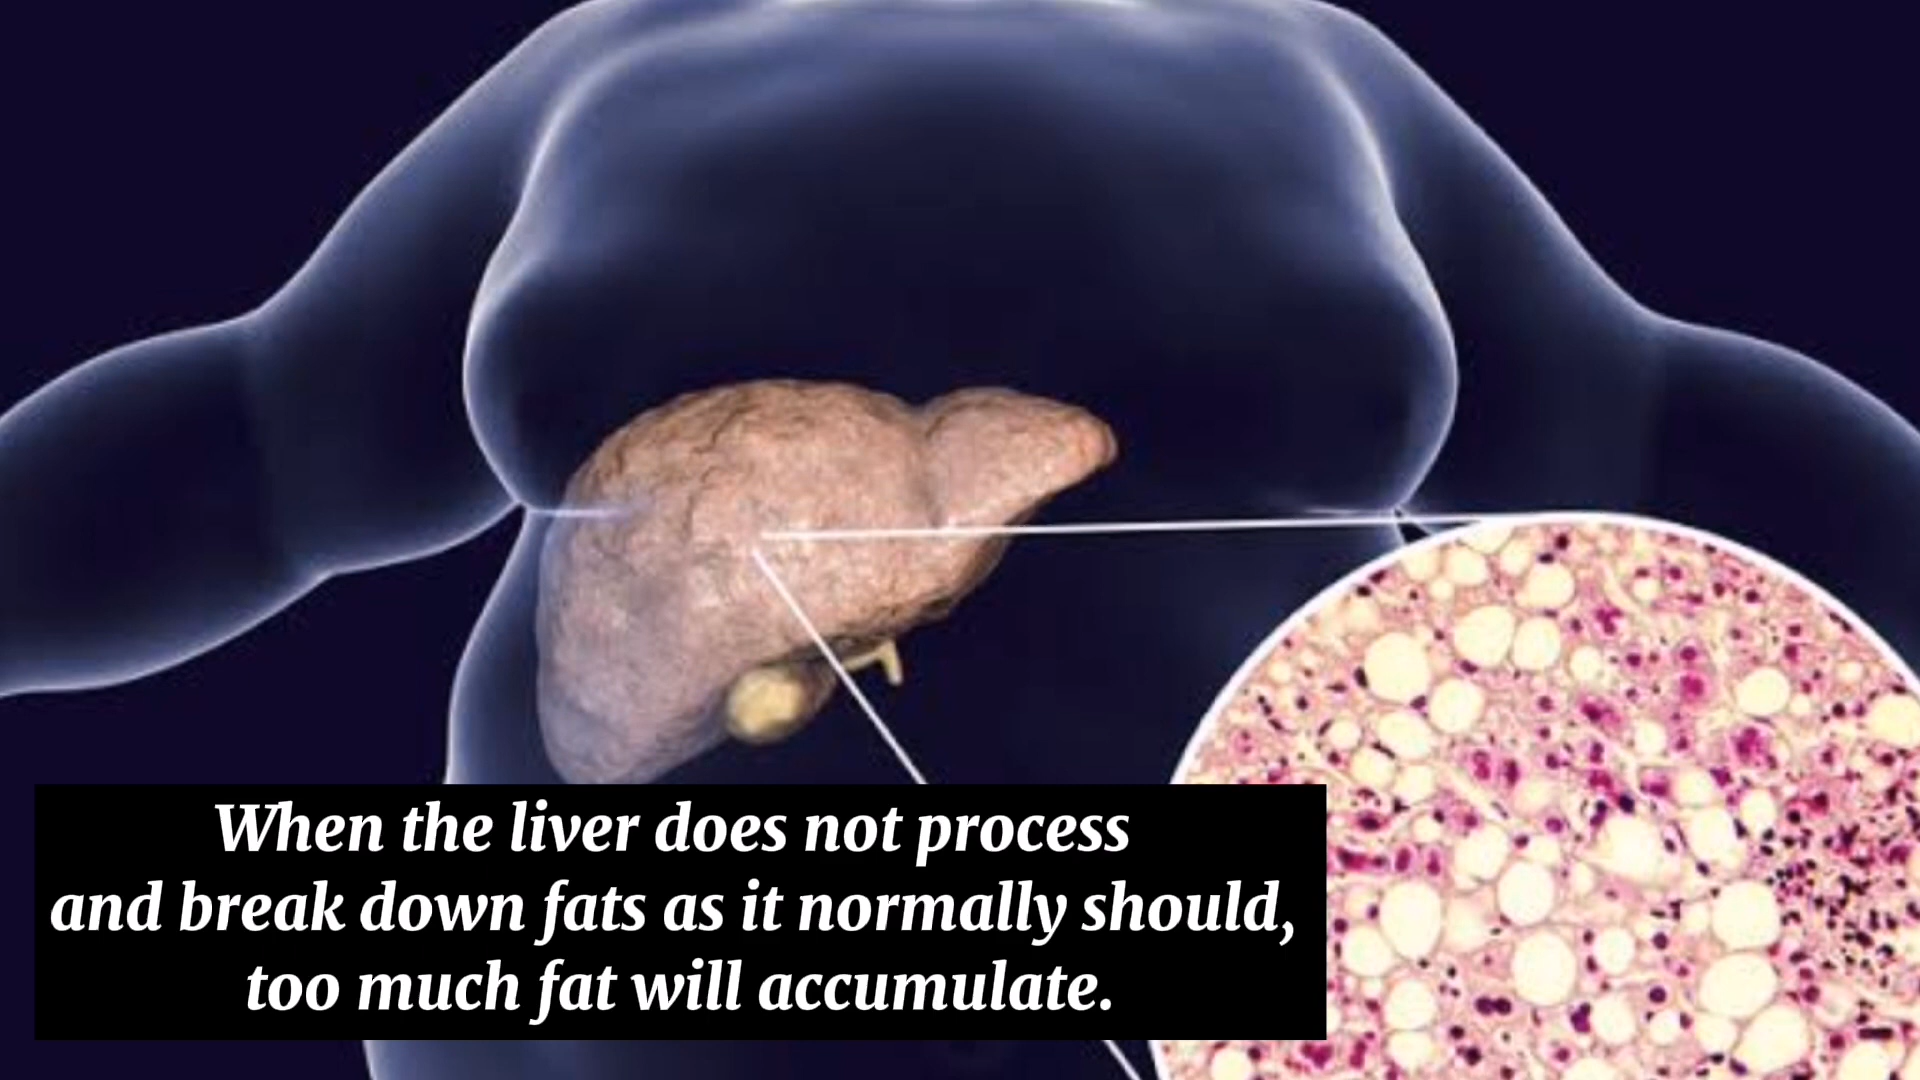 When the liver does not process
and break down fats as it normally should,
too much fat will accumulate.